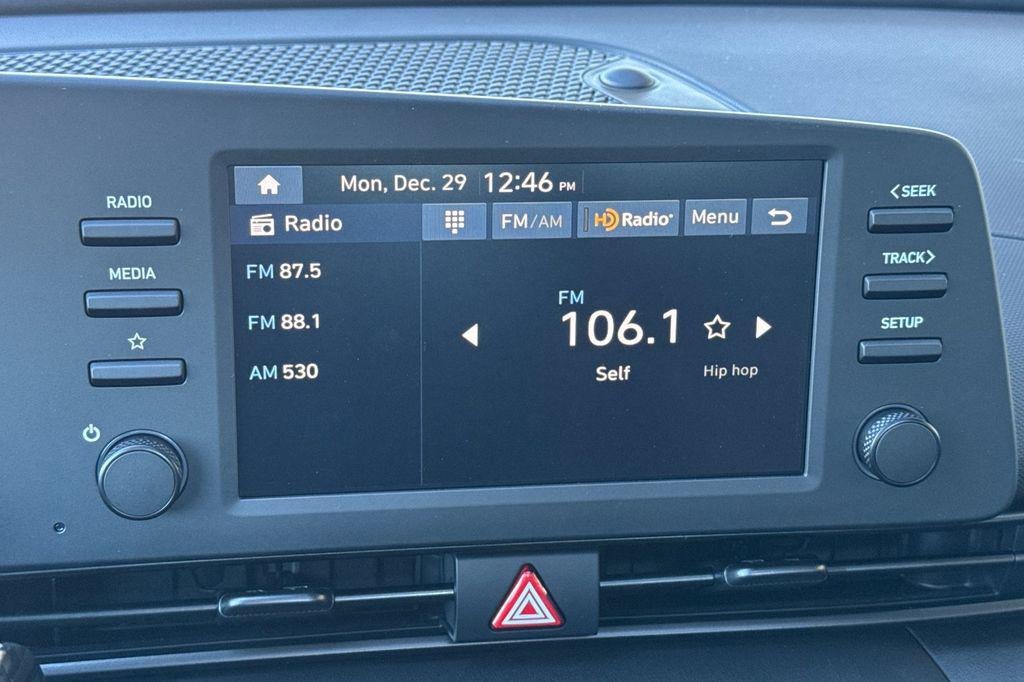 RADIO
MEDIA
Mon, Dec. 29 12:46 PM
Radio
FM/AM
HD Radio
Menu
FM 87.5
FM 88.1
AM 530
FM
106.1
Self
Hip hop
<SEEK
TRACK>
SETUP